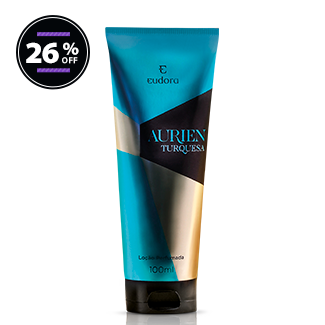 26%
OFF
Eudora
AURIEN
TURQUESA
100ml